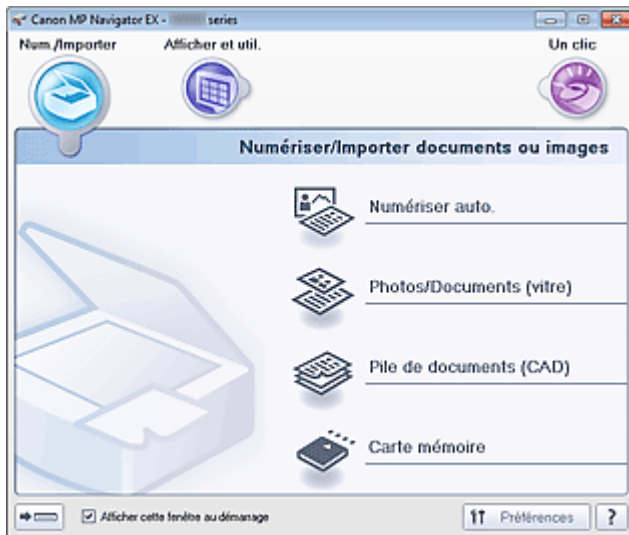 Canon MP Navigator EX - series
Num./Importer
Afficher et util.
Un clic
Numériser/Importer documents ou images
Numériser auto.
Photos/Documents (vitre)
Pile de documents (CAD)
Carte mémoire
Afficher cette fenêtre au démarrage
Préférences
?